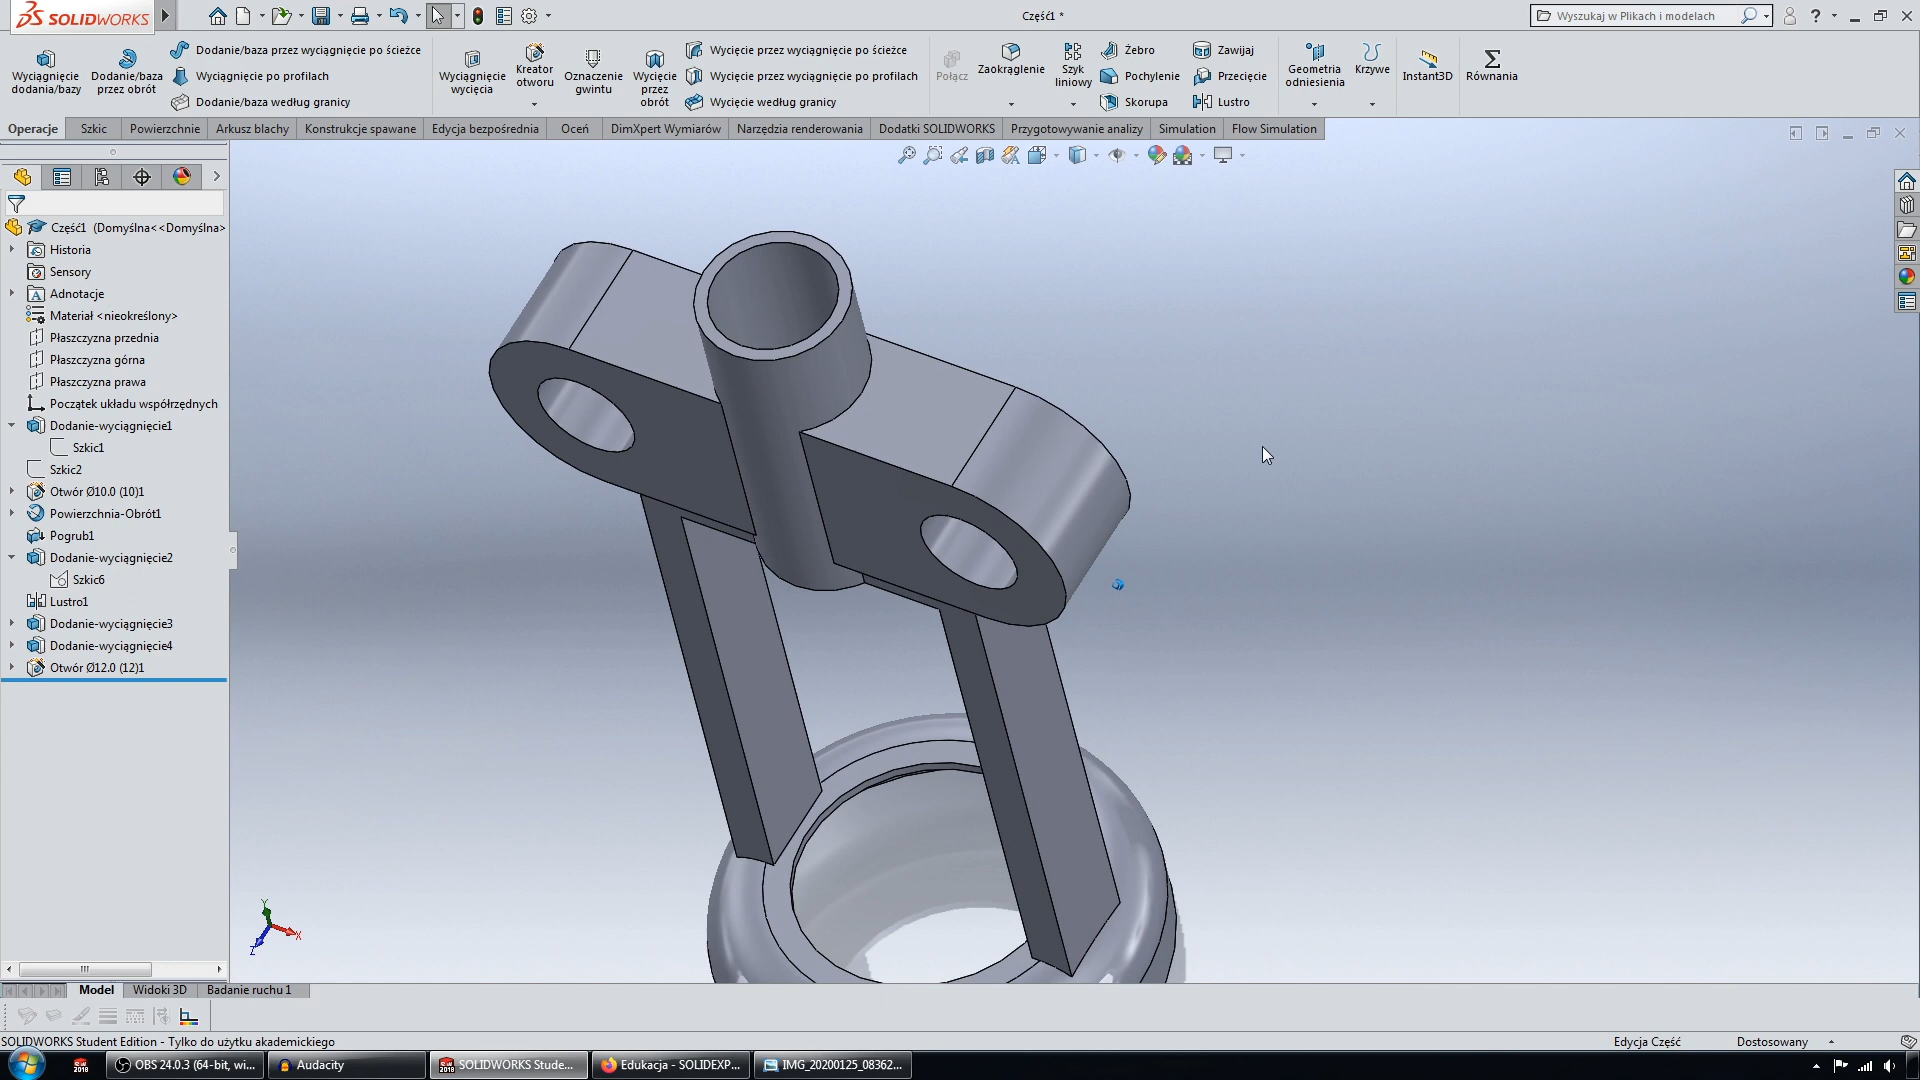 SOLIDWORKS
Część1 *
Wyszukaj w Plikach i modelach
Wyciągnięcie dodania/bazy
Dodanie/baza przez obrót
Dodanie/baza przez wyciągnięcie po ścieżce
Wyciągnięcie po profilach
Dodanie/baza według granicy
Wyciągnięcie wycięcia
Kreator otworu
Oznaczenie gwintu
Wycięcie przez obrót
Wycięcie przez wyciągnięcie po ścieżce
Wycięcie przez wyciągnięcie po profilach
Wycięcie według granicy
Połącz
Zaokrąglenie
Szyk liniowy
Żebro
Pochylenie
Skorupa
Zawijaj
Przecięcie
Lustro
Geometria odniesienia
Krzywe
Instant3D
Równania
Operacje
Szkic
Powierzchnie
Arkusz blachy
Konstrukcje spawane
Edycja bezpośrednia
Oceń
DimXpert Wymiarów
Narzędzia renderowania
Dodatki SOLIDWORKS
Przygotowywanie analizy
Simulation
Flow Simulation
Część1 (Domyślna<<Domyślna>
Historia
Sensory
Adnotacje
Materiał <nieokreślony>
Płaszczyzna przednia
Płaszczyzna górna
Płaszczyzna prawa
Początek układu współrzędnych
Dodanie-wyciągnięcie1
Szkic1
Szkic2
Otwór Ø10.0 (10)1
Powierzchnia-Obrót1
Pogrub1
Dodanie-wyciągnięcie2
Szkic6
Lustro1
Dodanie-wyciągnięcie3
Dodanie-wyciągnięcie4
Otwór Ø12.0 (12)1
Y
X
Z
Model
Widoki 3D
Badanie ruchu 1
SOLIDWORKS Student Edition - Tylko do użytku akademickiego
Edycja Część
Dostosowany
OBS 24.0.3 (64-bit, wi...
Audacity
SOLIDWORKS Stude...
Edukacja - SOLIDEXP...
IMG_20200125_08362...